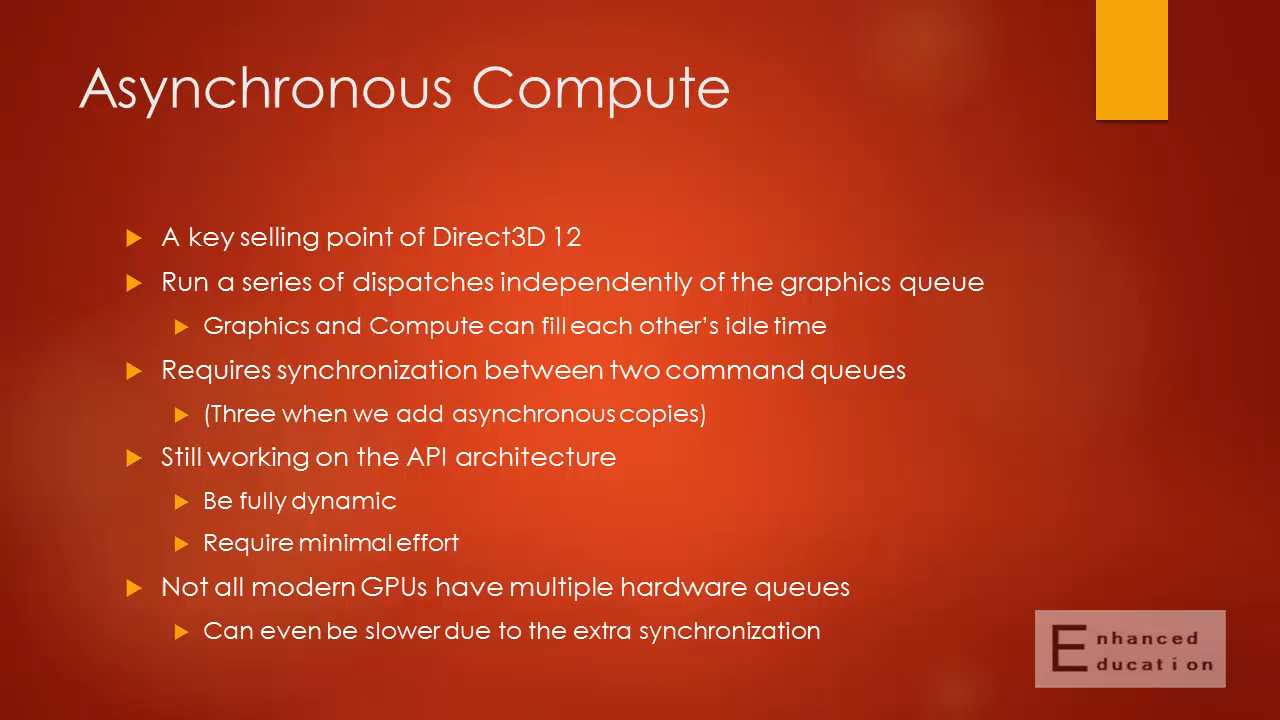 Asynchronous Compute
A key selling point of Direct3D 12
Run a series of dispatches independently of the graphics queue
Graphics and Compute can fill each other's idle time
Requires synchronization between two command queues
(Three when we add asynchronous copies)
Still working on the API architecture
Be fully dynamic
Require minimal effort
Not all modern GPUs have multiple hardware queues
Can even be slower due to the extra synchronization
Enhanced
Education